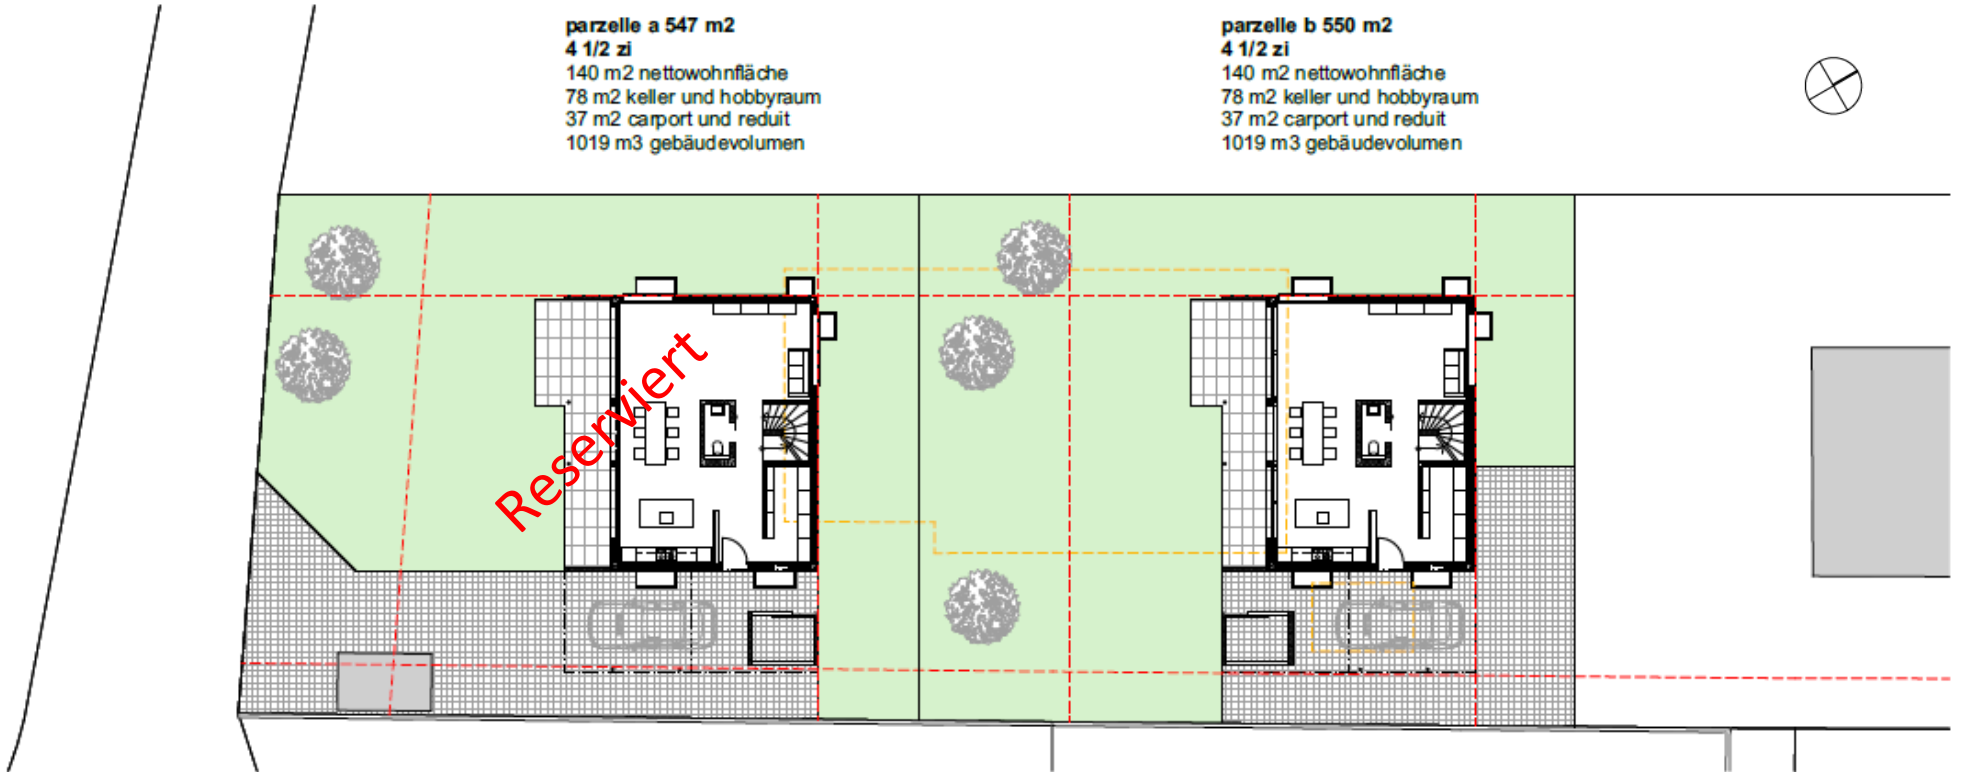 parzelle a 547 m2
4 1/2 zi
140 m2 nettowohnfläche
78 m2 keller und hobbyraum
37 m2 carport und reduit
1019 m3 gebäudevolumen
parzelle b 550 m2
4 1/2 zi
140 m2 nettowohnfläche
78 m2 keller und hobbyraum
37 m2 carport und reduit
1019 m3 gebäudevolumen
Reserviert